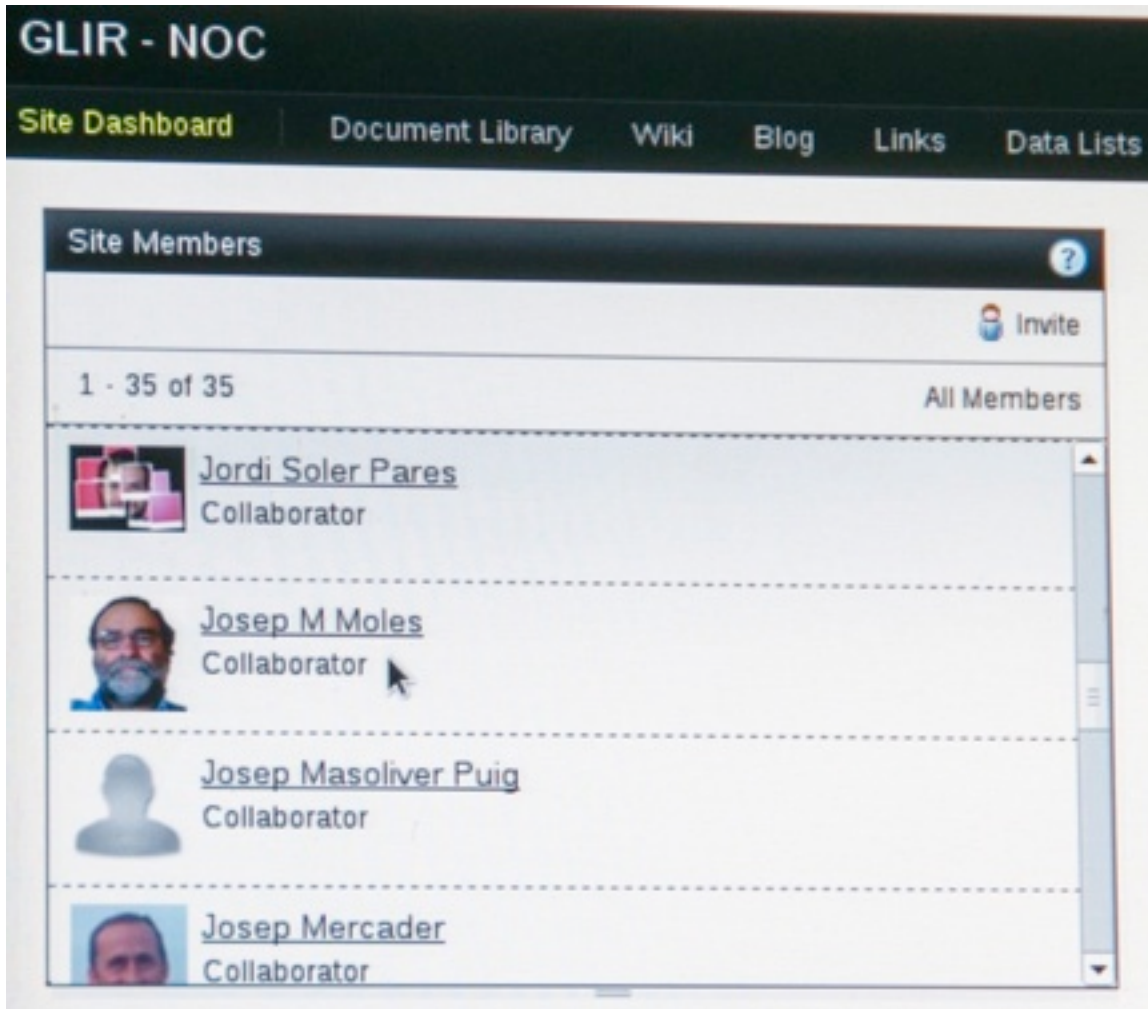 GLIR - NOC
Site Dashboard Document Library Wiki Blog Links Data Lists
Site Members ?
Invite
1 - 35 of 35 All Members
Jordi Soler Pares
Collaborator
Josep M Moles
Collaborator
Josep Masoliver Puig
Collaborator
Josep Mercader
Collaborator